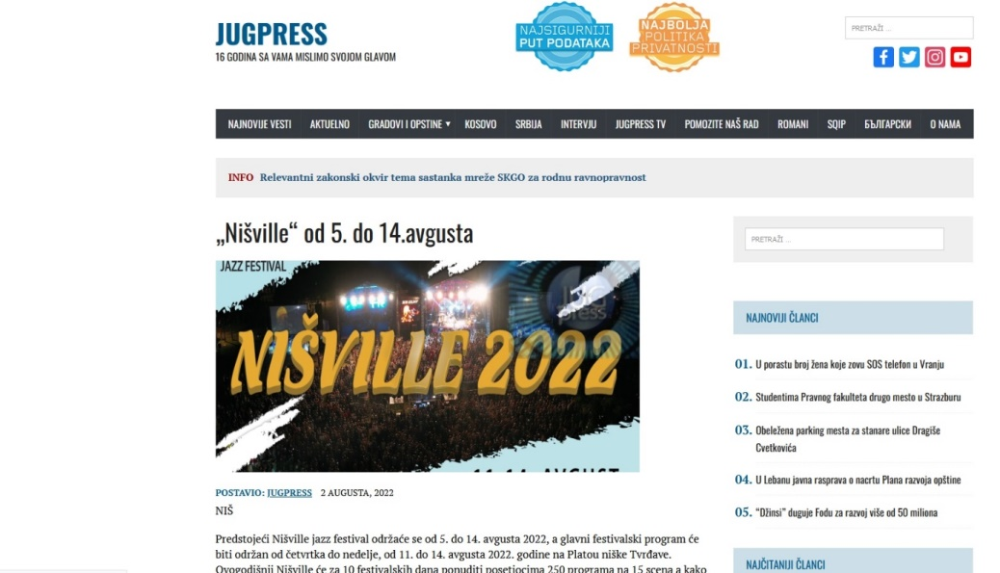 JUGPRESS
16 GODINA SA VAMA MISLIMO SVOJOM GLAVOM
NAJSIGURNIJI
PUT PODATAKA
NAJBOLJA
POLITIKA
PRIVATNOSTI
PRETRAŽI …
NAJNOVIJE VESTI AKTUELNO GRADOVI I OPSTINE KOSOVO SRBIJA INTERVJU JUGPRESS TV POMOZITE NAŠ RAD ROMANI SQIP БЪЛГАРСКИ O NAMA
INFO Relevantni zakonski okvir tema sastanka mreže SKGO za rodnu ravnopravnost
„Nišville“ od 5. do 14.avgusta
JAZZ FESTIVAL
NIŠVILLE 2022
11-14. AVGUST
POSTAVIO: JUGPRESS 2 AUGUSTA, 2022
NIŠ
Predstojeći Nišville jazz festival održaće se od 5. do 14. avgusta 2022, a glavni festivalski program će
biti održan od četvrtka do nedelje, od 11. do 14. avgusta 2022. godine na Platou niške Tvrđave.
Ovogodišnji Nišville će za 10 festivalskih dana ponuditi posetiocima 250 programa na 15 scena a kako
PRETRAŽI …
NAJNOVIJI ČLANCI
01. U porastu broj žena koje zovu SOS telefon u Vranju
02. Studentima Pravnog fakulteta drugo mesto u Strazburu
03. Obeležena parking mesta za stanare ulice Dragiše
Cvetkovića
04. U Lebanu javna rasprava o nacrtu Plana razvoja opštine
05. “Džinsi” duguje Fodu za razvoj više od 50 miliona
NAJČITANIJI ČLANCI